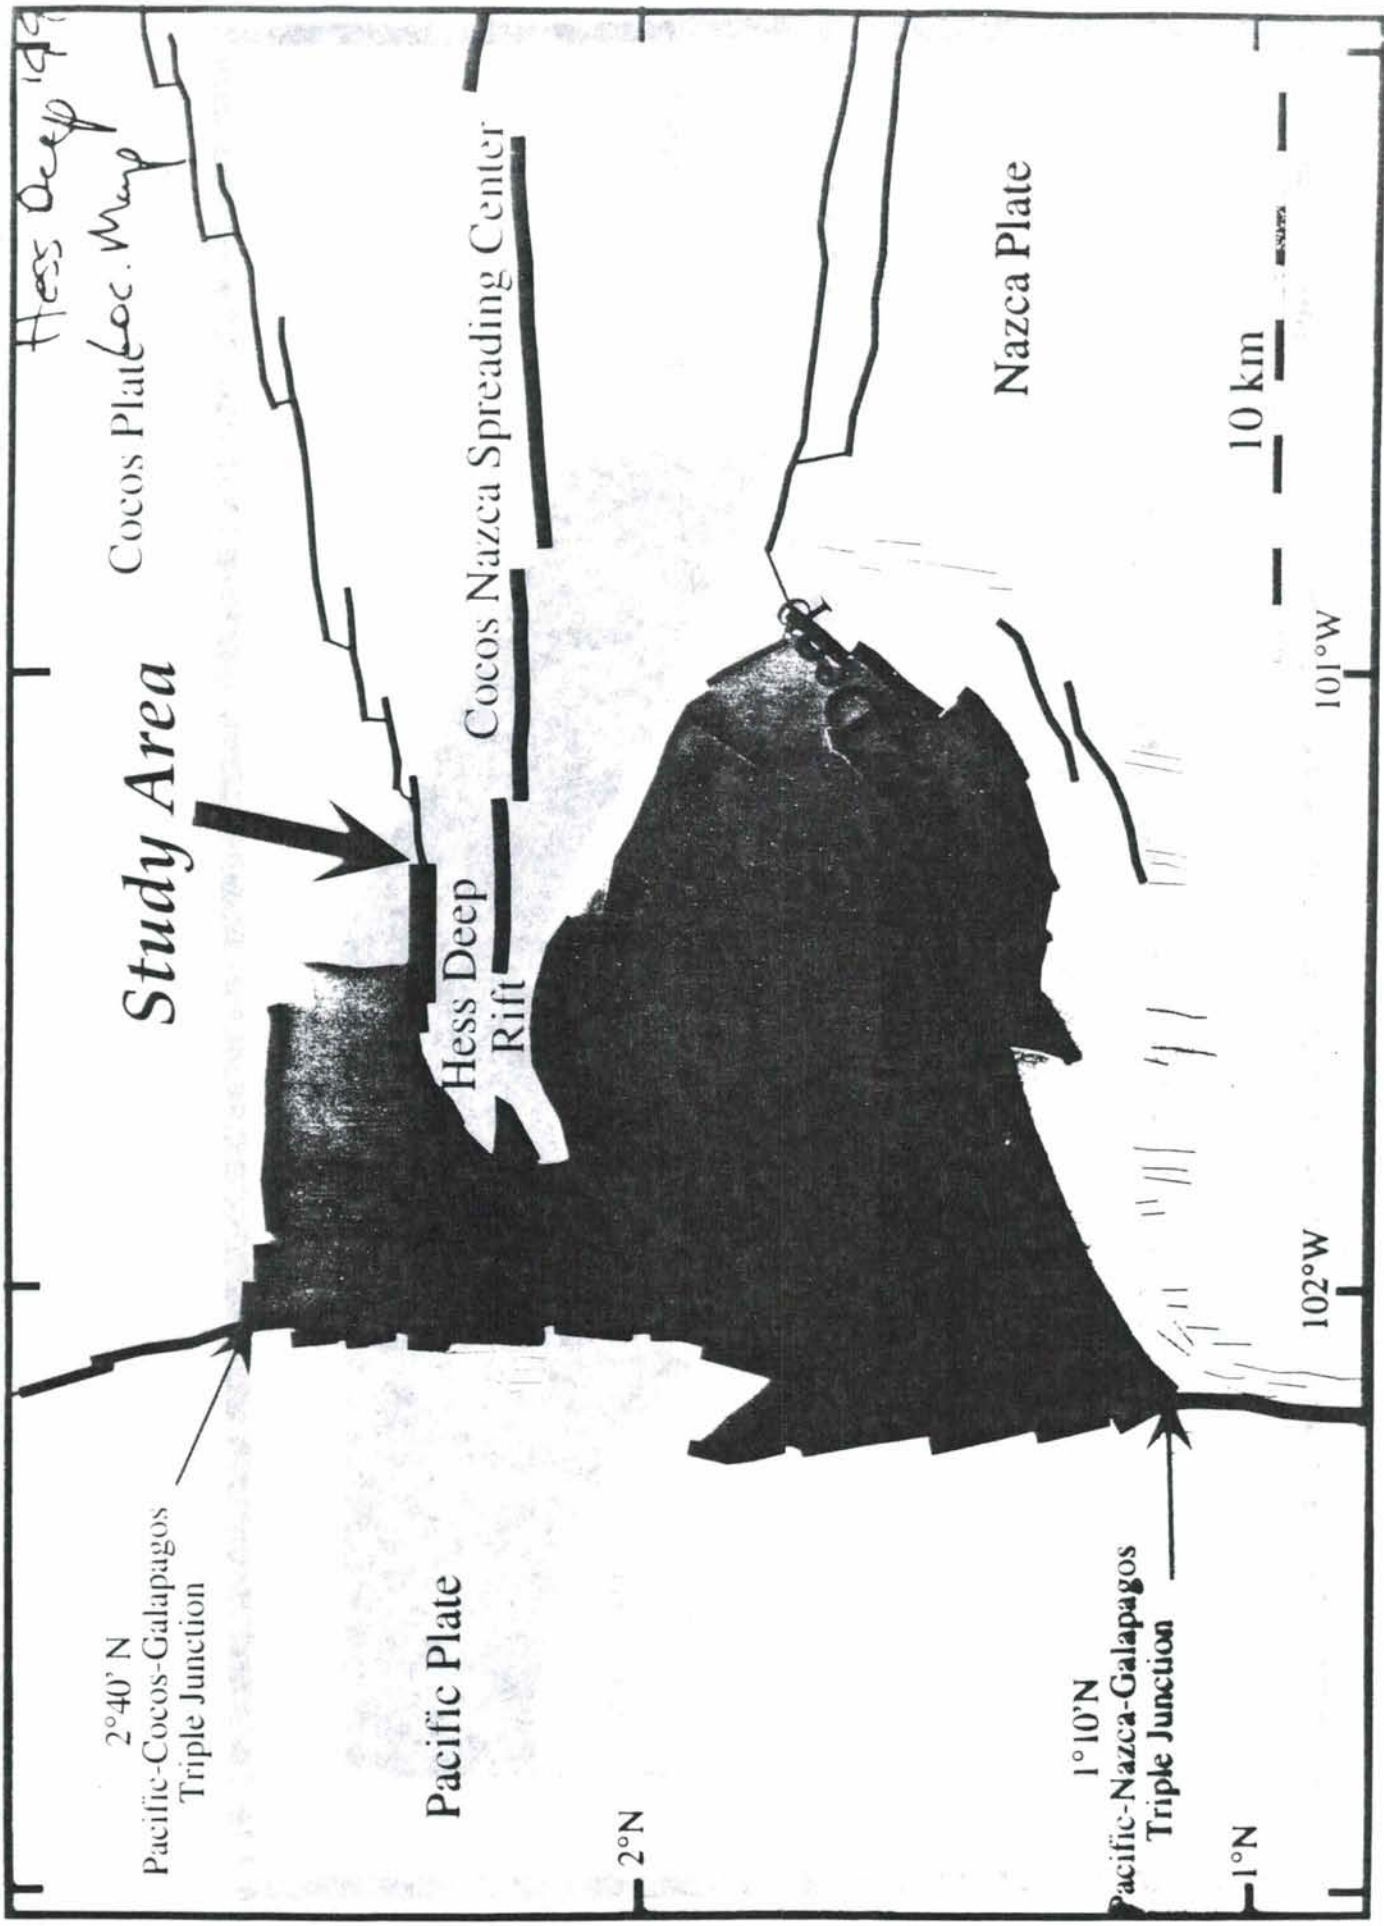 Hess Deep '99
Loc. Map
Cocos Plate
Study Area
2°40' N
Pacific-Cocos-Galapagos
Triple Junction
Hess Deep
Rift
Cocos Nazca Spreading Center
Pacific Plate
2°N
Nazca Plate
1°10'N
Pacific-Nazca-Galapagos
Triple Junction
10 km
1°N
102°W
101°W